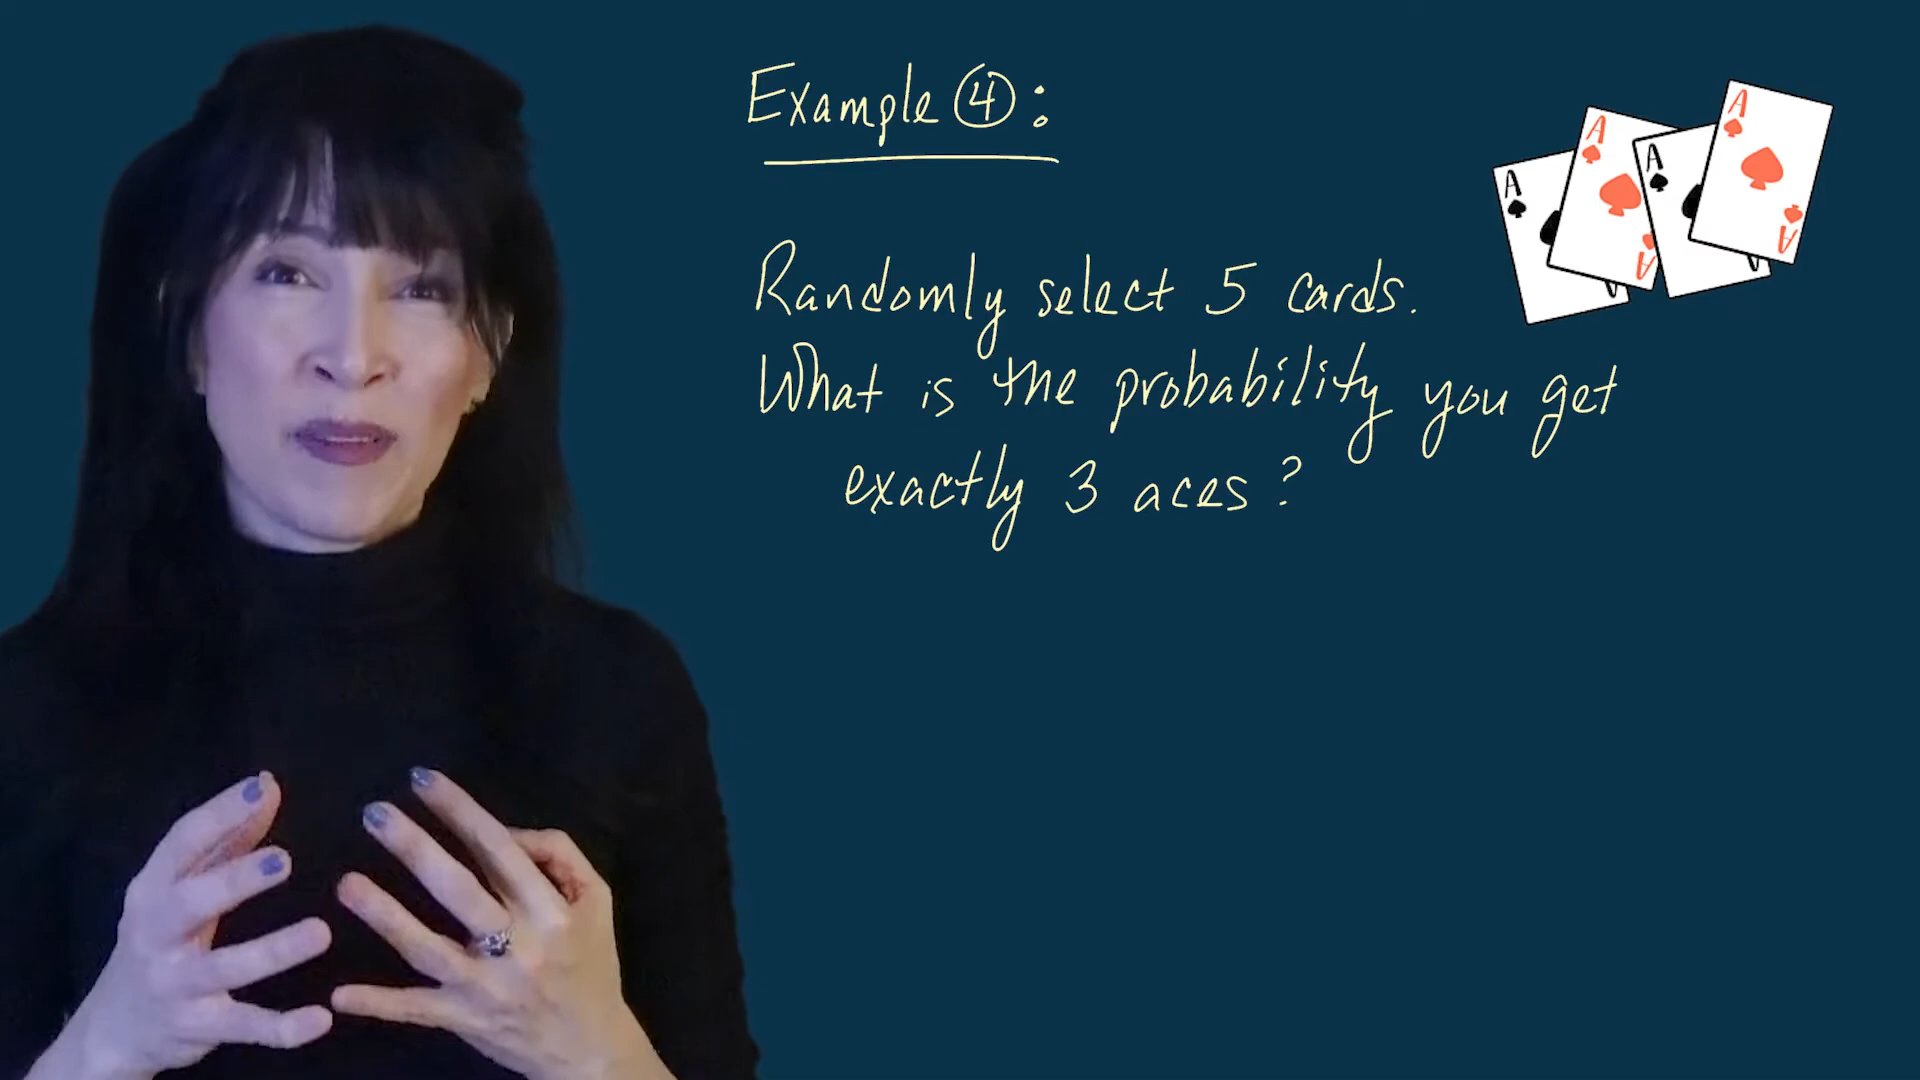 Example ④:
Randomly select 5 cards.
What is the probability you get
exactly 3 aces?
A
A A
A
A A